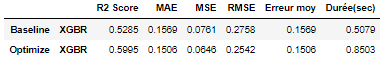 R2 Score MAE MSE RMSE Erreur moy Durée(sec)
Baseline XGBR 0.5285 0.1569 0.0761 0.2758 0.1569 0.5079
Optimize XGBR 0.5995 0.1506 0.0646 0.2542 0.1506 0.8503